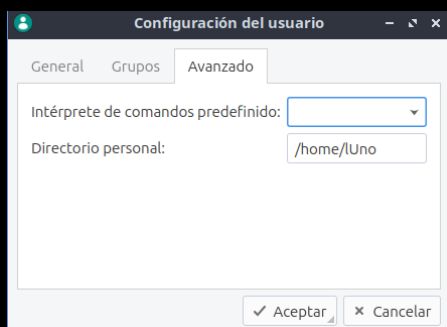 Configuración del usuario
General Grupos Avanzado
Intérprete de comandos predefinido:
Directorio personal: /home/lUno
Aceptar Cancelar